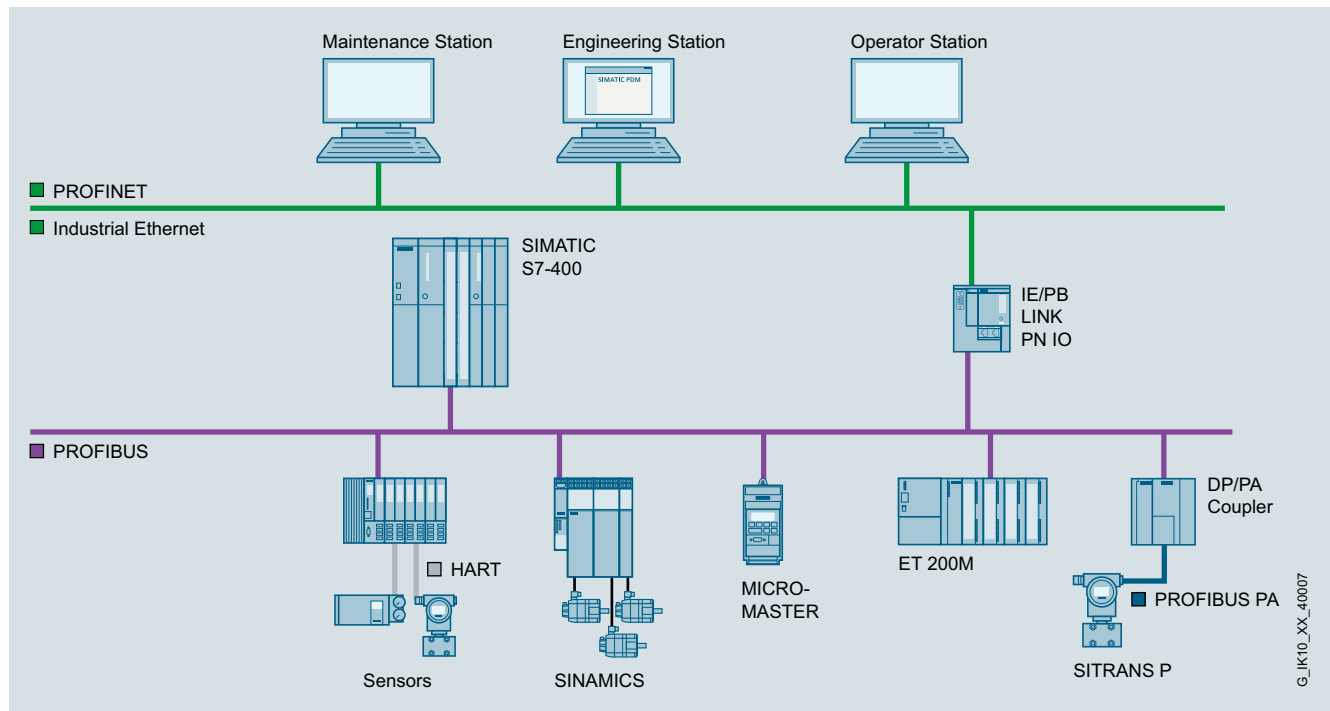 Maintenance Station
Engineering Station
Operator Station
SIMATIC PDM
PROFINET
Industrial Ethernet
SIMATIC
S7-400
IE/PB
LINK
PN IO
PROFIBUS
DP/PA
Coupler
HART
ET 200M
MICRO-
MASTER
PROFIBUS PA
Sensors
SINAMICS
SITRANS P
G_IK10_XX_40007